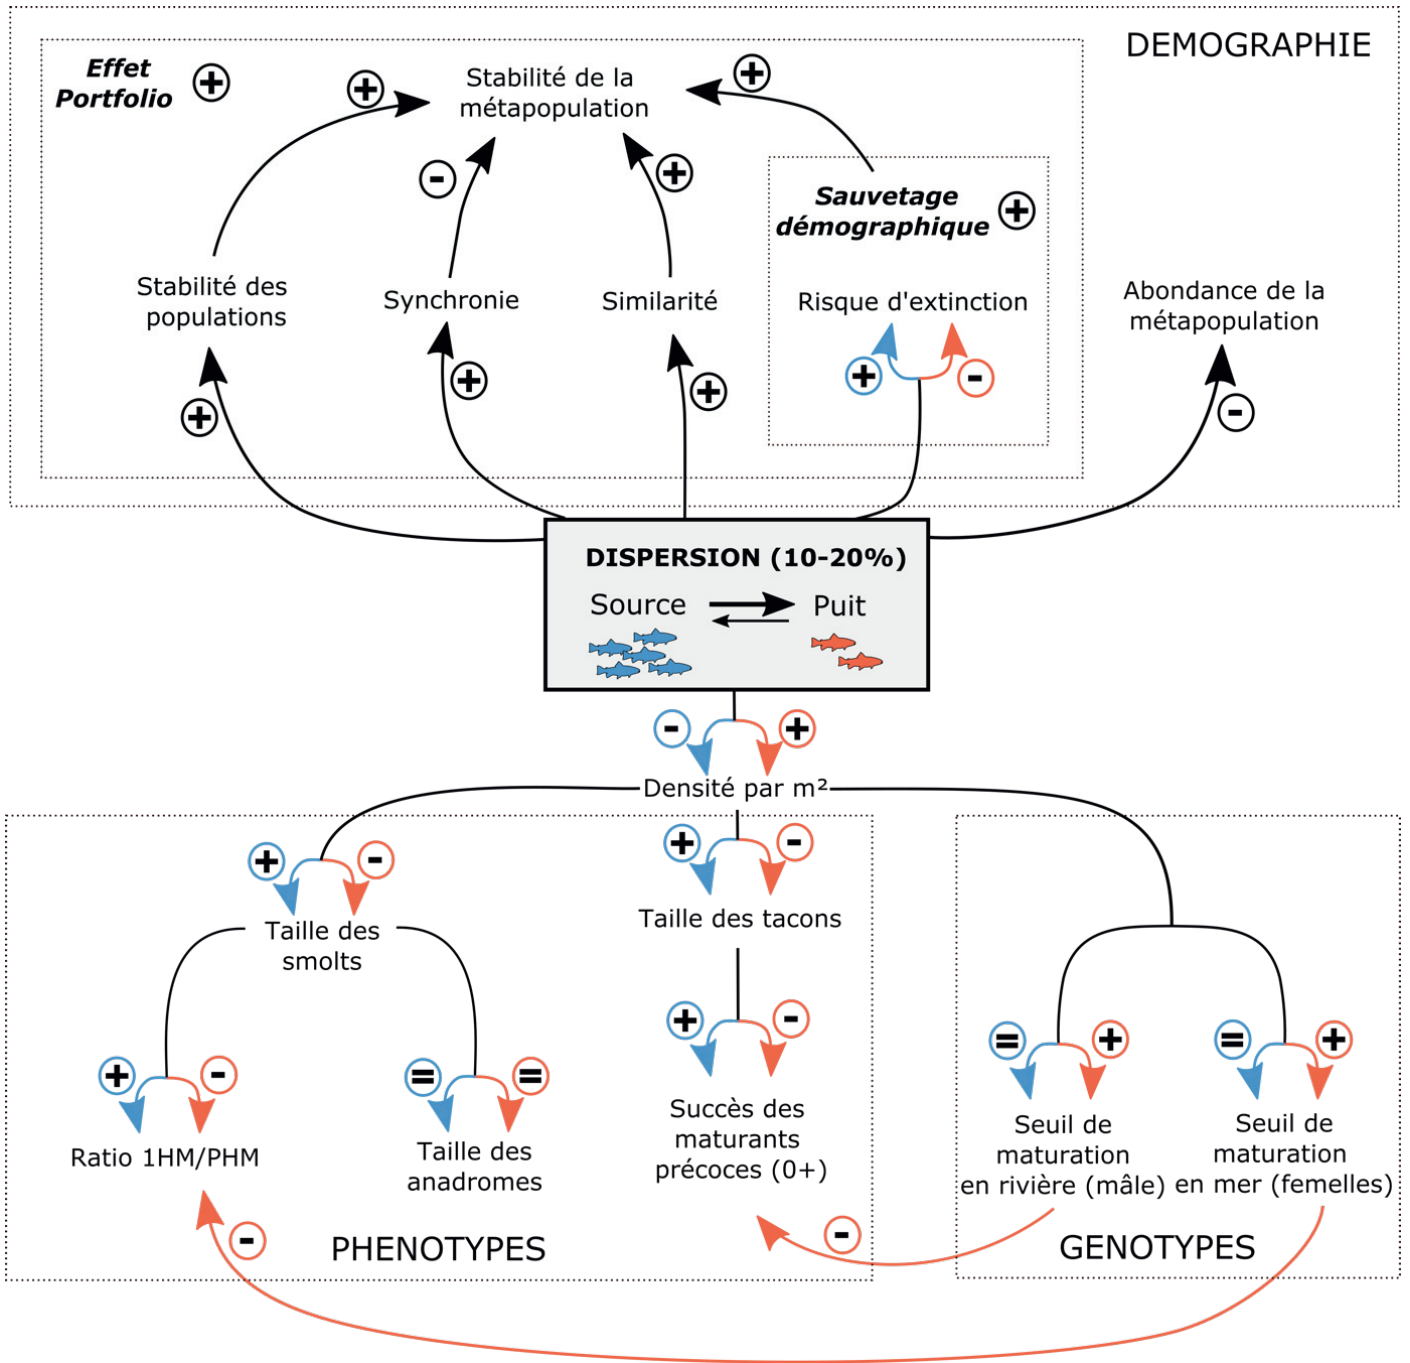 DEMOGRAPHIE
Effet
Portfolio
+
+
Stabilité de la
métapopulation
+
-
+
Sauvetage
démographique
+
Stabilité des
populations
Synchronie
Similarité
Risque d'extinction
Abondance de la
métapopulation
+
+
+
+
-
-
DISPERSION (10-20%)
Source
Puit
-
+
Densité par m²
+
-
+
-
Taille des
smolts
Taille des tacons
+
-
=
=
+
-
=
+
=
+
Ratio 1HM/PHM
Taille des
anadromes
Succès des
maturants
précoces (0+)
Seuil de
maturation
en rivière (mâle)
Seuil de
maturation
en mer (femelles)
-
-
PHENOTYPES
GENOTYPES